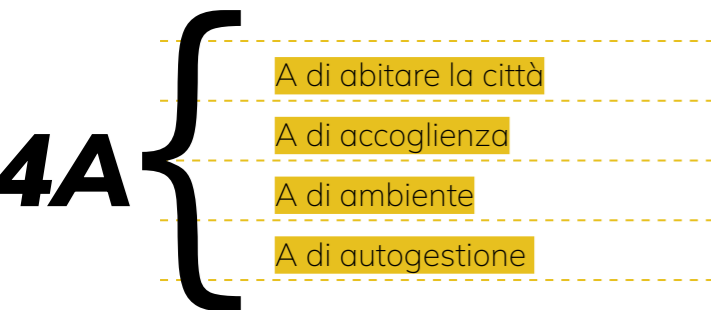 4A
A di abitare la città
A di accoglienza
A di ambiente
A di autogestione